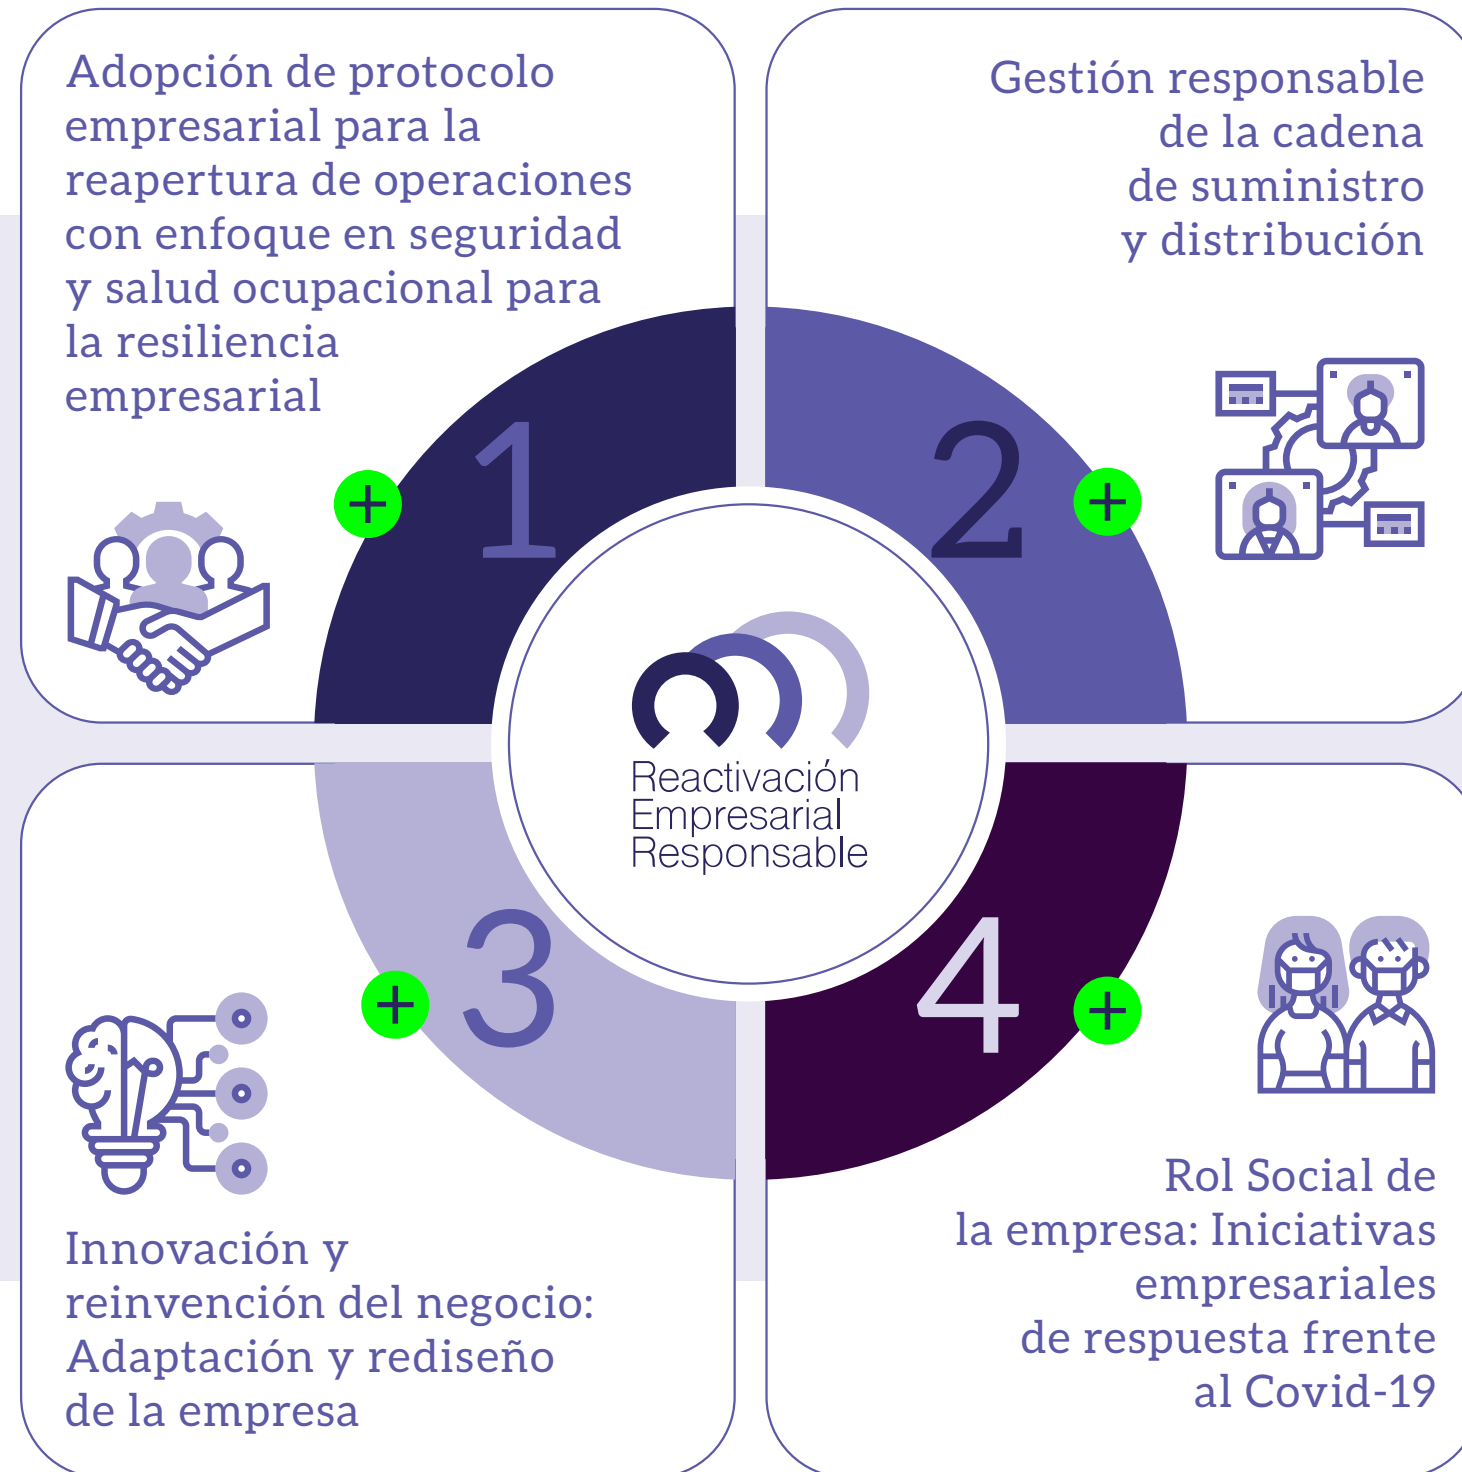 Adopción de protocolo
empresarial para la
reapertura de operaciones
con enfoque en seguridad
y salud ocupacional para
la resiliencia
empresarial
1
+
Gestión responsable
de la cadena
de suministro
y distribución
2
+
Reactivación
Empresarial
Responsable
3
+
Innovación y
reinvención del negocio:
Adaptación y rediseño
de la empresa
4
+
Rol Social de
la empresa: Iniciativas
empresariales
de respuesta frente
al Covid-19